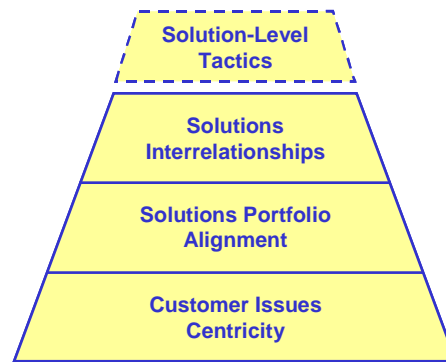 Solution-Level
Tactics
Solutions
Interrelationships
Solutions Portfolio
Alignment
Customer Issues
Centricity